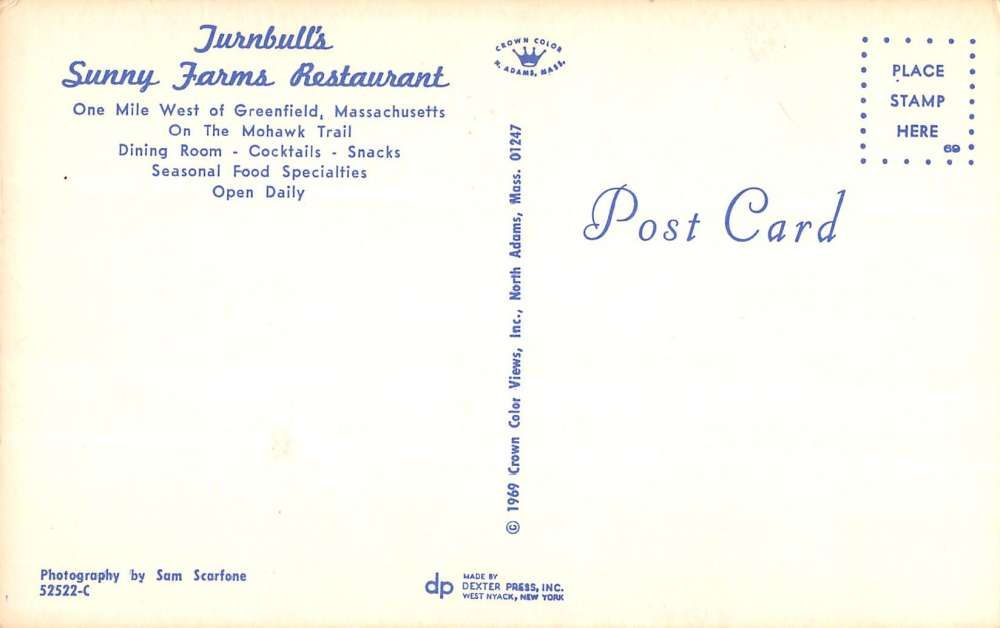 Turnbull's
Sunny Farms Restaurant
One Mile West of Greenfield, Massachusetts
On The Mohawk Trail
Dining Room - Cocktails - Snacks
Seasonal Food Specialties
Open Daily
Photography by Sam Scarfone
52522-C
CROWN COLOR
N. ADAMS, MASS.
© 1969 Crown Color Views, Inc., North Adams, Mass. 01247
dp
MADE BY
DEXTER PRESS, INC.
WEST NYACK, NEW YORK
PLACE
STAMP
HERE
69
Post Card